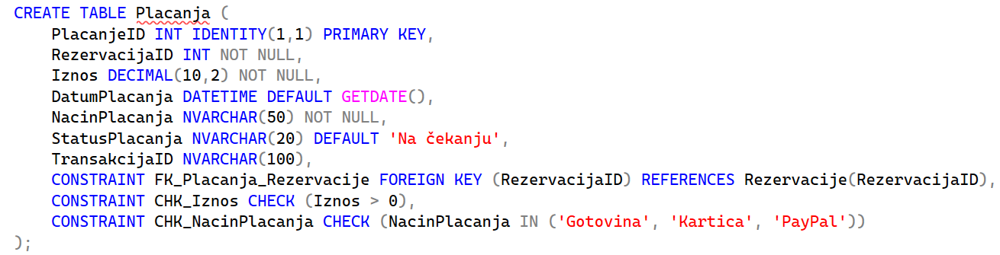 CREATE TABLE Placanja (
    PlacanjeID INT IDENTITY(1,1) PRIMARY KEY,
    RezervacijaID INT NOT NULL,
    Iznos DECIMAL(10,2) NOT NULL,
    DatumPlacanja DATETIME DEFAULT GETDATE(),
    NacinPlacanja NVARCHAR(50) NOT NULL,
    StatusPlacanja NVARCHAR(20) DEFAULT 'Na čekanju',
    TransakcijaID NVARCHAR(100),
    CONSTRAINT FK_Placanja_Rezervacije FOREIGN KEY (RezervacijaID) REFERENCES Rezervacije(RezervacijaID),
    CONSTRAINT CHK_Iznos CHECK (Iznos > 0),
    CONSTRAINT CHK_NacinPlacanja CHECK (NacinPlacanja IN ('Gotovina', 'Kartica', 'PayPal'))
);